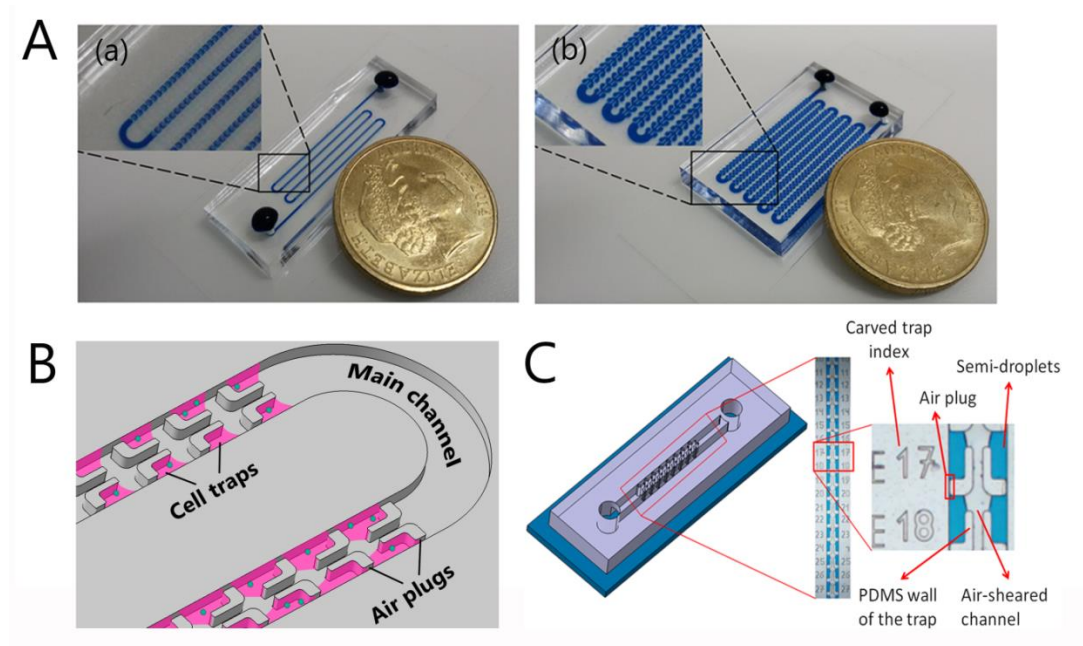 A
(a)
(b)
ELIZABETH
B
Main channel
Cell traps
Air plugs
C
Carved trap
index
Semi-droplets
Air plug
E 17
E 18
PDMS wall
of the trap
Air-sheared
channel